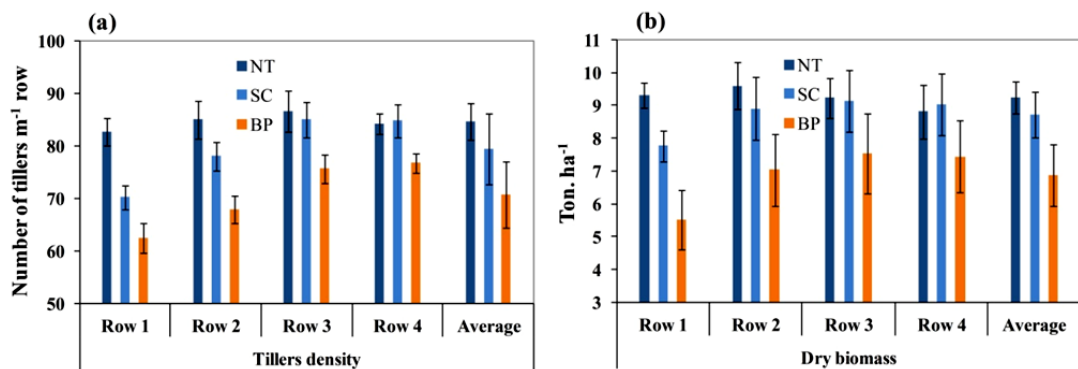 (a)
100
90
80
70
60
50
Number of tillers m⁻¹ row
NT
SC
BP
Row 1 Row 2 Row 3 Row 4 Average
Tillers density
(b)
11
10
9
8
7
6
5
4
3
Ton. ha⁻¹
NT
SC
BP
Row 1 Row 2 Row 3 Row 4 Average
Dry biomass